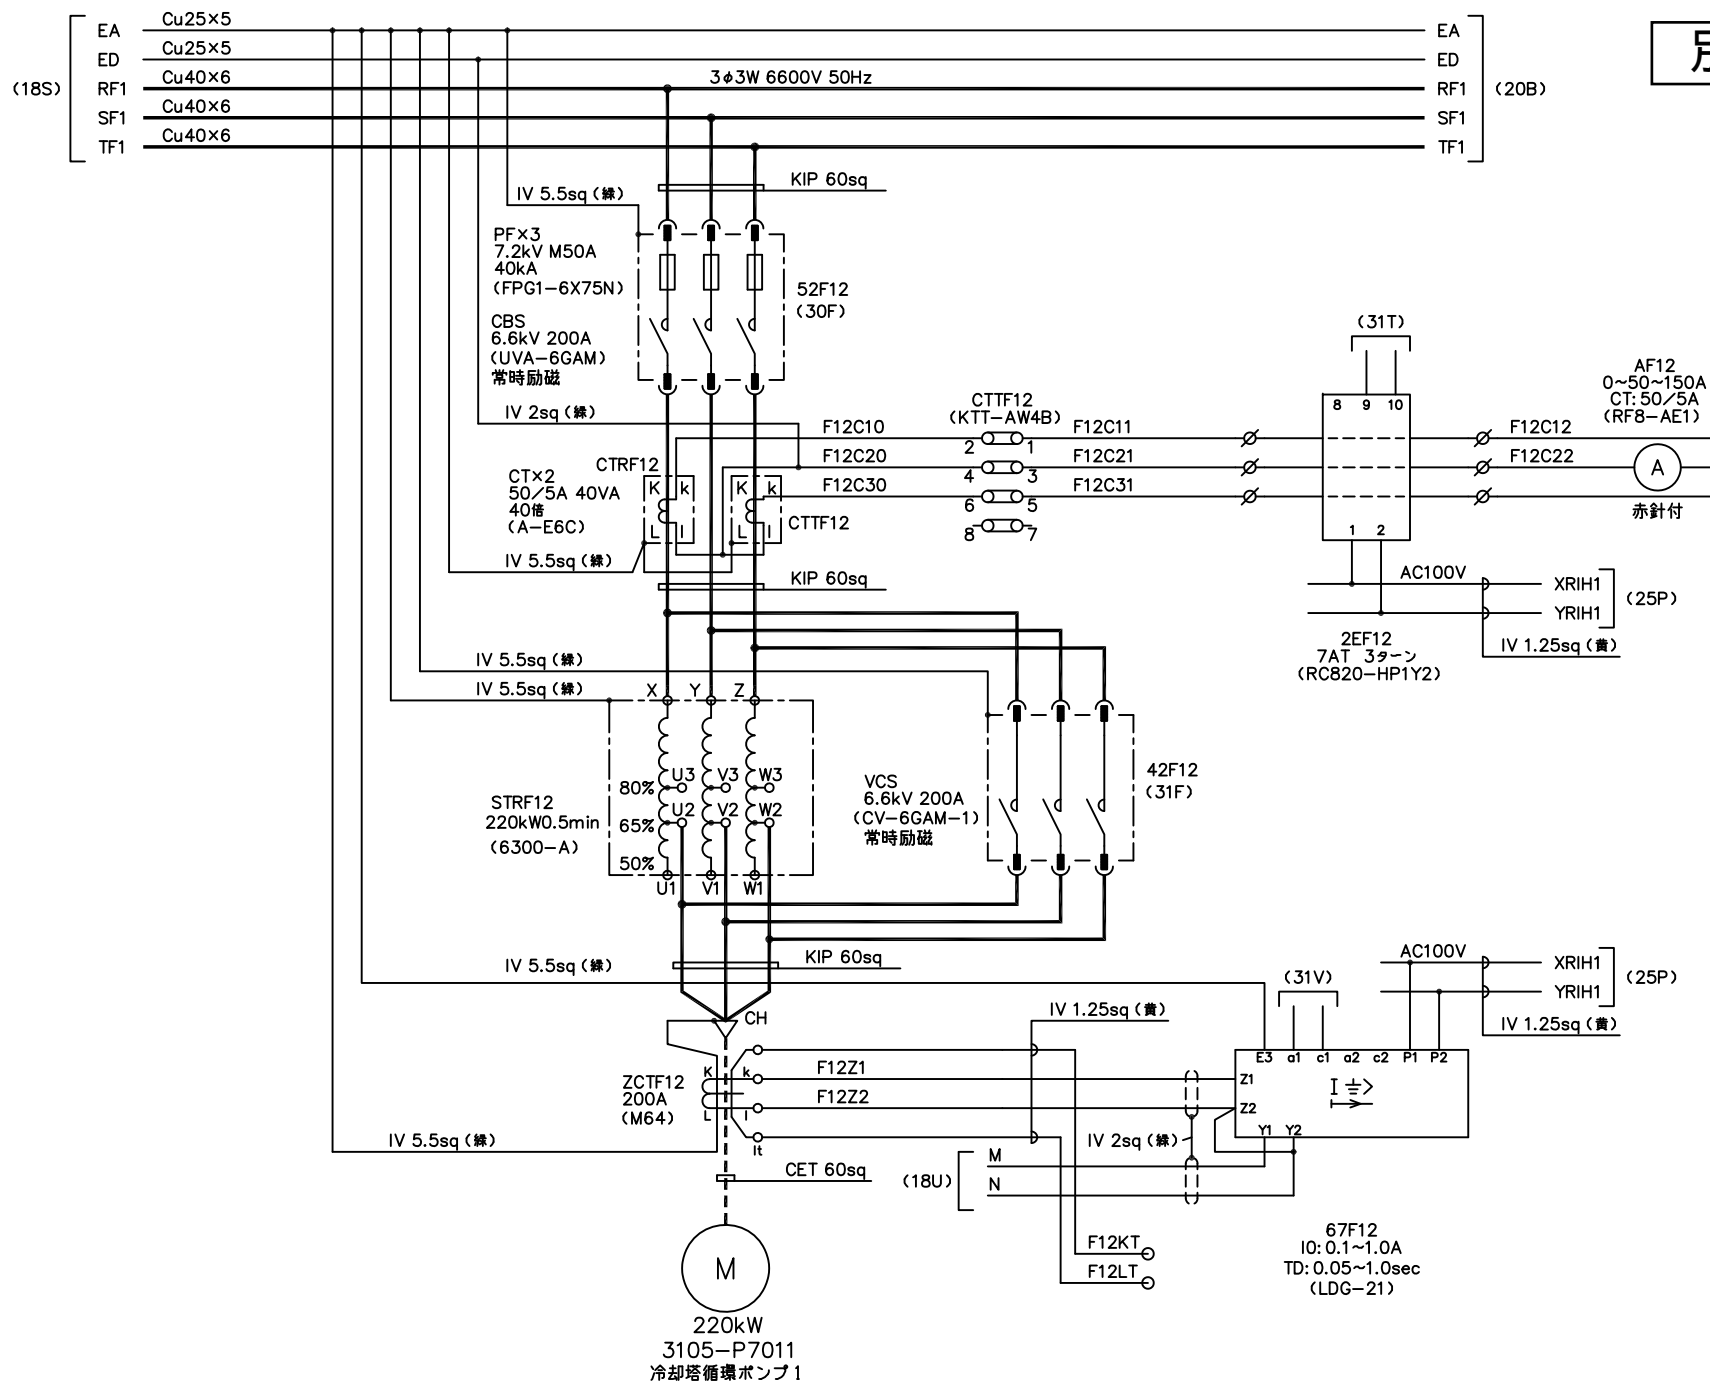 EA Cu25×5 EA
ED Cu25×5 ED
(18S) RF1 Cu40×6 3φ3W 6600V 50Hz RF1 (20B)
SF1 Cu40×6 SF1
TF1 Cu40×6 TF1
KIP 60sq
IV 5.5sq(緑)
PF×3
7.2kV M50A
40kA
(FPG1-6X75N)
52F12
(30F)
CBS
6.6kV 200A
(UVA-6GAM)
常時励磁
IV 2sq(緑)
CTRF12
CT×2
50/5A 40VA
40倍
(A-E6C)
K k
L l
K k
L l
CTTF12
IV 5.5sq(緑)
KIP 60sq
F12C10
F12C20
F12C30
CTTF12
(KTT-AW4B)
2 1
4 3
6 5
8 7
F12C11
F12C21
F12C31
(31T)
8 9 10
1 2
F12C12
F12C22
AF12
0~50~150A
CT:50/5A
(RF8-AE1)
A
赤針付
AC100V
XRIH1
YRIH1
(25P)
IV 1.25sq(黄)
2EF12
7AT 3ターン
(RC820-HP1Y2)
IV 5.5sq(緑)
IV 5.5sq(緑)
X Y Z
80% U3 V3 W3
65% U2 V2 W2
50%
U1 V1 W1
STRF12
220kW0.5min
(6300-A)
VCS
6.6kV 200A
(CV-6GAM-1)
常時励磁
42F12
(31F)
KIP 60sq
IV 5.5sq(緑)
CH
ZCTF12
200A
(M64)
K k
L l
lt
F12Z1
F12Z2
IV 1.25sq(黄)
IV 5.5sq(緑)
IV 2sq(緑)
CET 60sq
(18U)
M
N
F12KT
F12LT
AC100V
XRIH1
YRIH1
(25P)
IV 1.25sq(黄)
(31V)
E3 a1 c1 a2 c2 P1 P2
Z1
Z2
I >
Y1 Y2
67F12
I0:0.1~1.0A
TD:0.05~1.0sec
(LDG-21)
M
220kW
3105-P7011
冷却塔循環ポンプ1